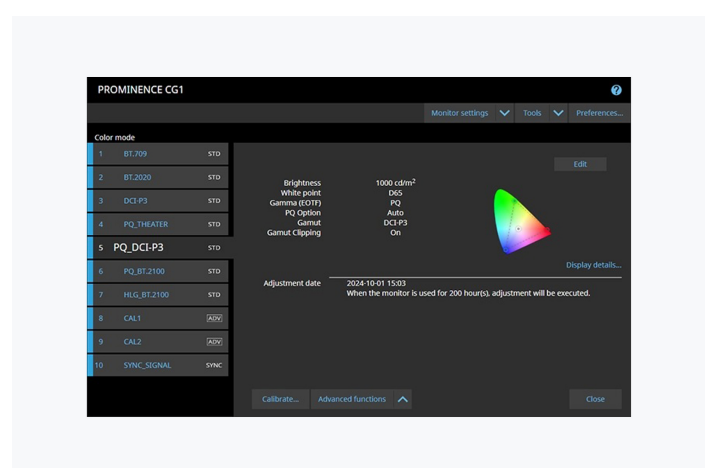 PROMINENCE CG1
?
Monitor settings Tools Preferences...
Color mode
1 BT.709 STD
2 BT.2020 STD
3 DCI-P3 STD
4 PQ_THEATER STD
5 PQ_DCI-P3 STD
6 PQ_BT.2100 STD
7 HLG_BT.2100 STD
8 CAL1 ADV
9 CAL2 ADV
10 SYNC_SIGNAL SYNC
Edit
Brightness 1000 cd/m²
White point D65
Gamma (EOTF) PQ
PQ Option Auto
Gamut DCI-P3
Gamut Clipping On
Display details...
Adjustment date 2024-10-01 15:03
When the monitor is used for 200 hour(s), adjustment will be executed.
Calibrate... Advanced functions Close